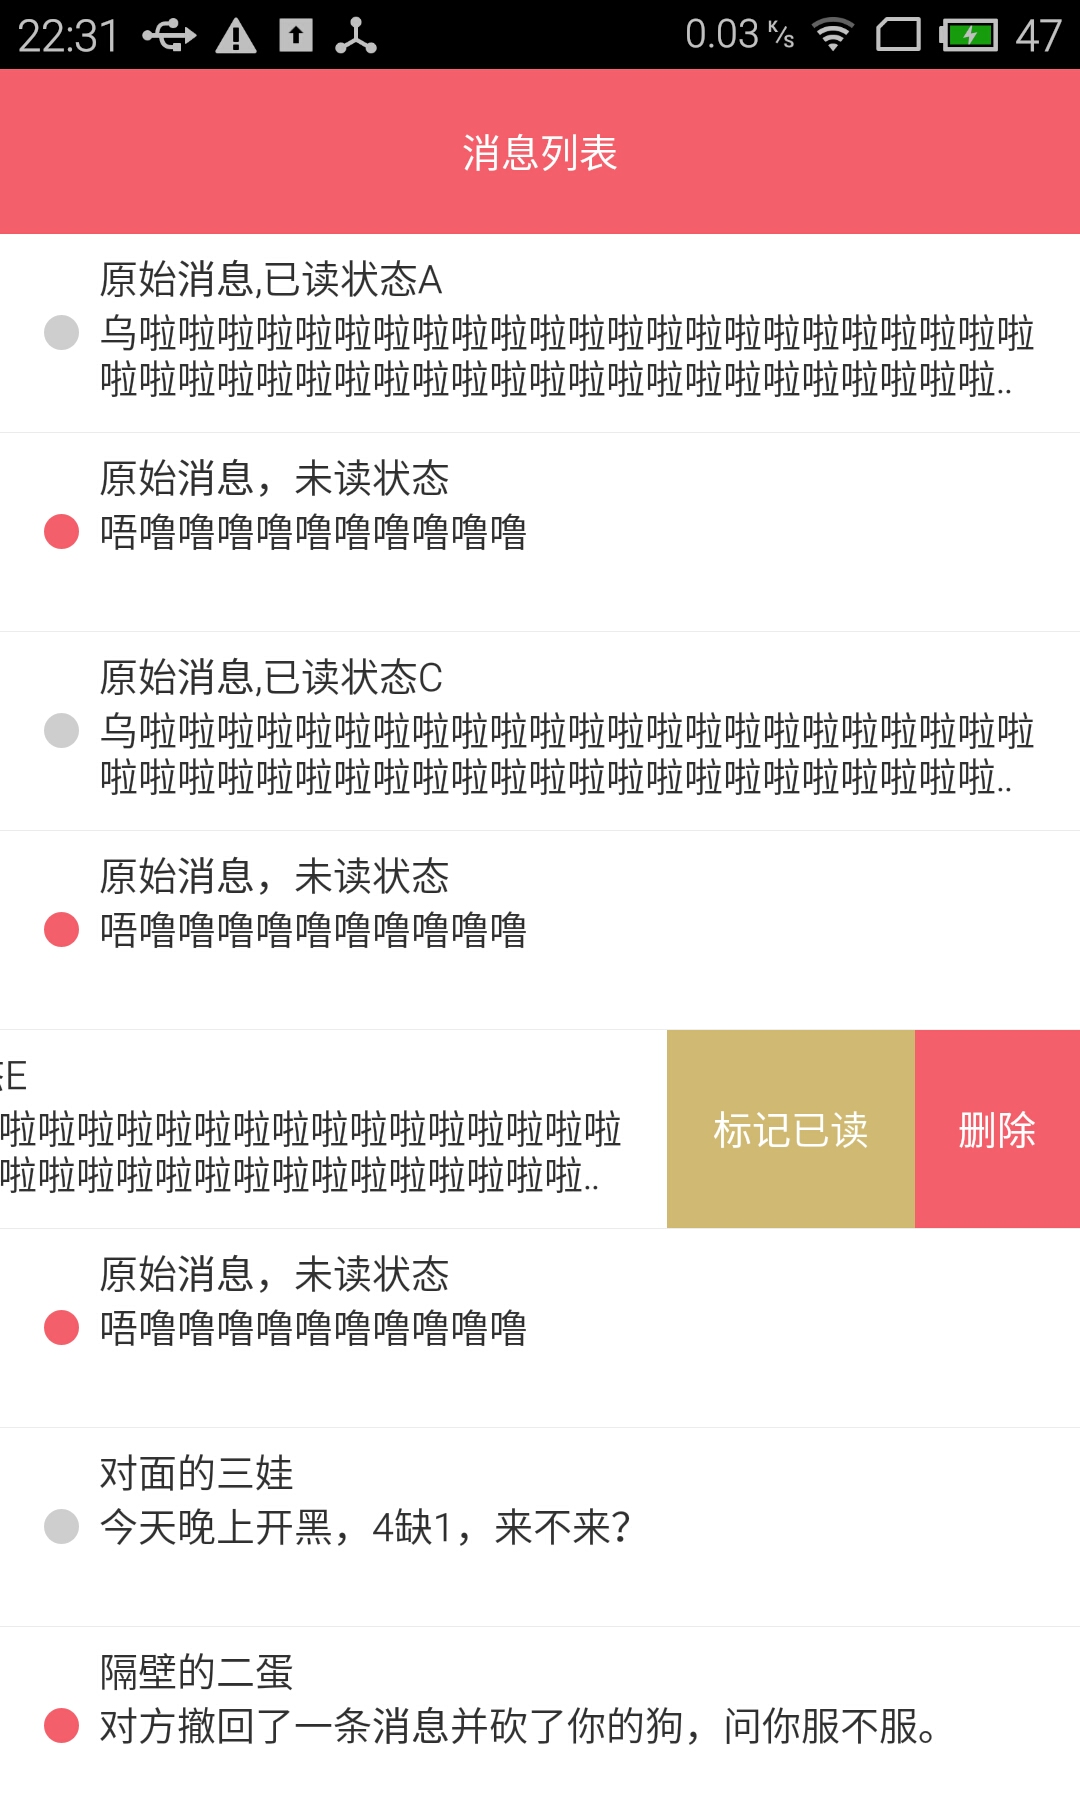 22:31 0.03 K/s 47
消息列表
原始消息,已读状态A
乌啦啦啦啦啦啦啦啦啦啦啦啦啦啦啦啦啦啦啦啦啦啦啦
啦啦啦啦啦啦啦啦啦啦啦啦啦啦啦啦啦啦啦啦啦啦啦..
原始消息，未读状态
唔噜噜噜噜噜噜噜噜噜噜
原始消息,已读状态C
乌啦啦啦啦啦啦啦啦啦啦啦啦啦啦啦啦啦啦啦啦啦啦啦
啦啦啦啦啦啦啦啦啦啦啦啦啦啦啦啦啦啦啦啦啦啦啦..
原始消息，未读状态
唔噜噜噜噜噜噜噜噜噜噜
态E
啦啦啦啦啦啦啦啦啦啦啦啦啦啦啦啦
啦啦啦啦啦啦啦啦啦啦啦啦啦啦啦..
标记已读
删除
原始消息，未读状态
唔噜噜噜噜噜噜噜噜噜噜
对面的三娃
今天晚上开黑，4缺1，来不来？
隔壁的二蛋
对方撤回了一条消息并砍了你的狗，问你服不服。